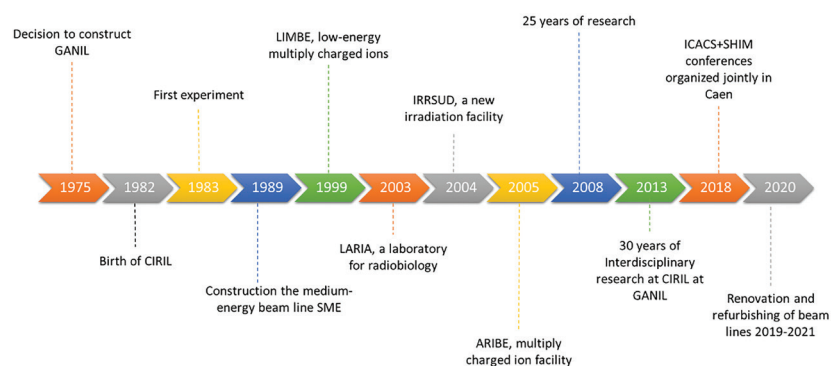 Decision to construct
GANIL
First experiment
LIMBE, low-energy
multiply charged ions
IRRSUD, a new
irradiation facility
25 years of research
ICACS+SHIM
conferences
organized jointly in
Caen
1975
1982
1983
1989
1999
2003
2004
2005
2008
2013
2018
2020
Birth of CIRIL
Construction the medium-
energy beam line SME
LARIA, a laboratory
for radiobiology
ARIBE, multiply
charged ion facility
30 years of
Interdisciplinary
research at CIRIL at
GANIL
Renovation and
refurbishing of beam
lines 2019-2021